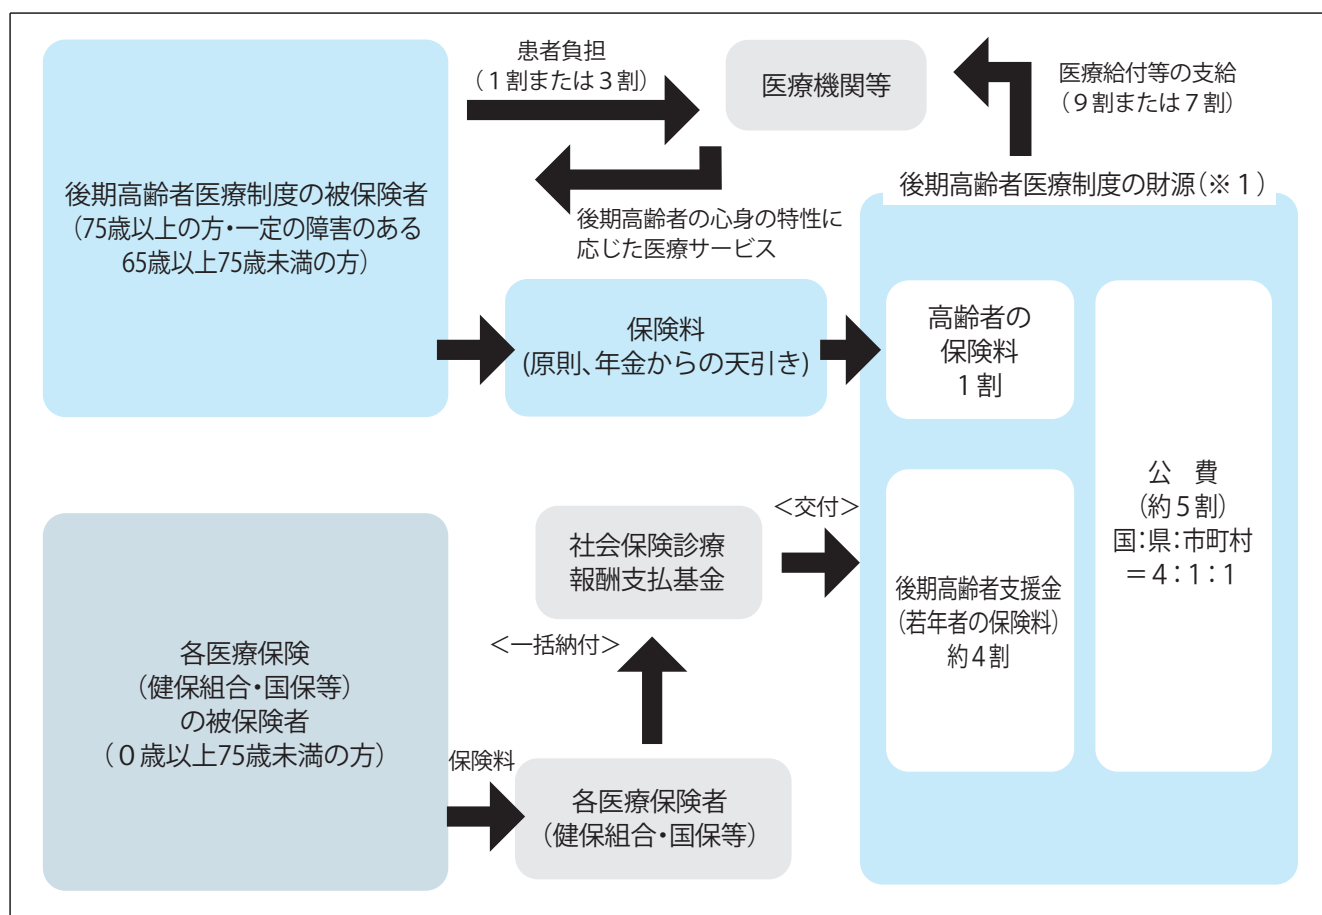 患者負担
（１割または３割）
医療機関等
医療給付等の支給
（９割または７割）
後期高齢者医療制度の被保険者
（75歳以上の方・一定の障害のある
65歳以上75歳未満の方）
後期高齢者の心身の特性に
応じた医療サービス
後期高齢者医療制度の財源（※１）
保険料
(原則、年金からの天引き)
高齢者の
保険料
１割
公　費
(約５割)
国：県：市町村
＝４：１：１
＜交付＞
社会保険診療
報酬支払基金
後期高齢者支援金
（若年者の保険料）
約４割
＜一括納付＞
各医療保険
（健保組合・国保等）
の被保険者
（０歳以上75歳未満の方）
保険料
各医療保険者
（健保組合・国保等）